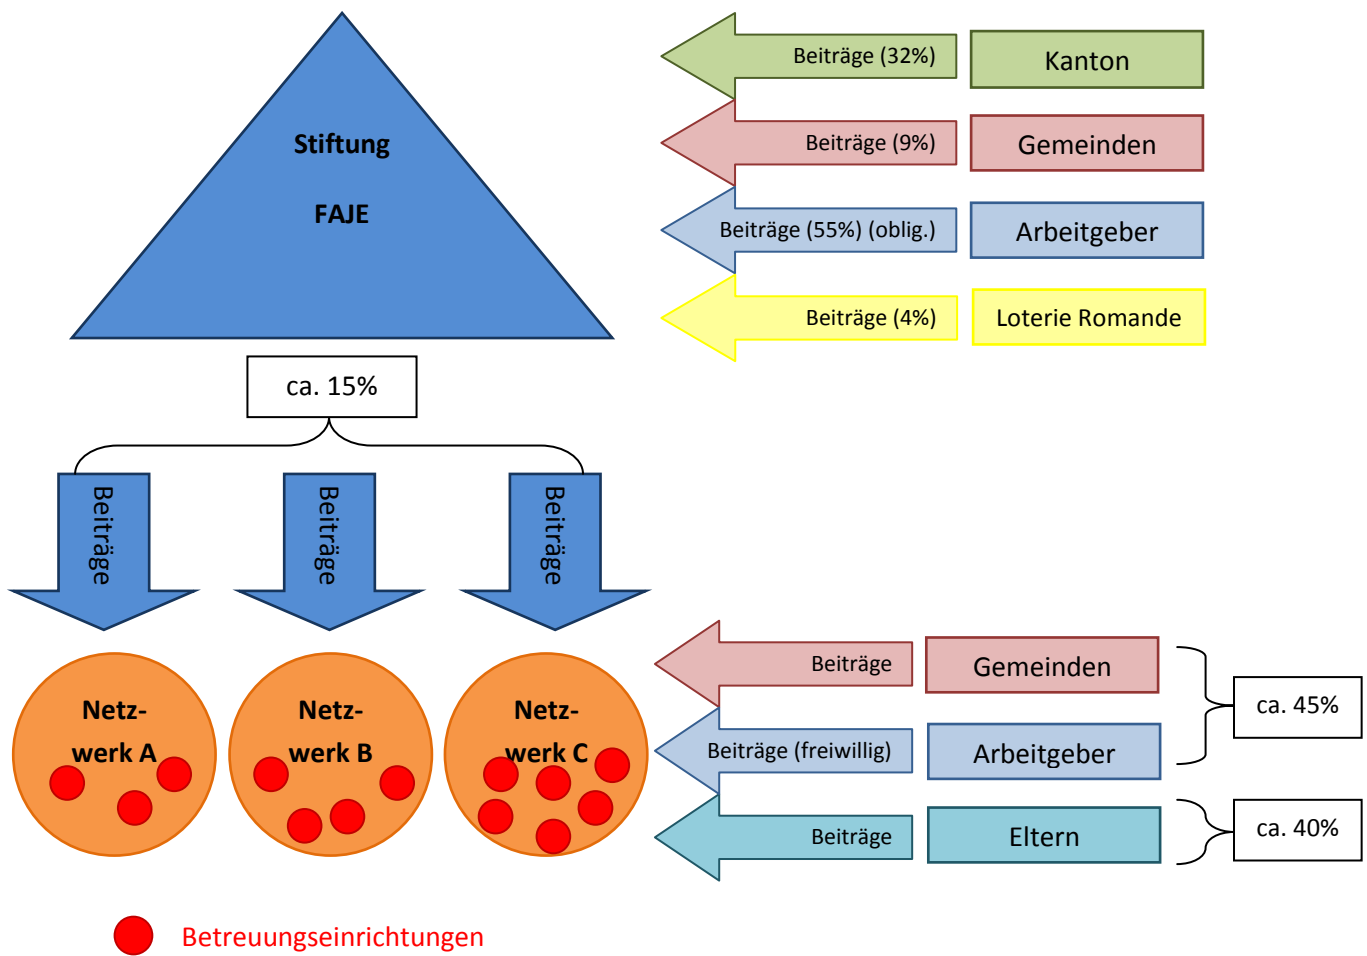 Stiftung
FAJE
Beiträge (32%)
Kanton
Beiträge (9%)
Gemeinden
Beiträge (55%) (oblig.)
Arbeitgeber
Beiträge (4%)
Loterie Romande
ca. 15%
Beiträge
Beiträge
Beiträge
Netz-
werk A
Netz-
werk B
Netz-
werk C
Beiträge
Gemeinden
Beiträge (freiwillig)
Arbeitgeber
ca. 45%
Beiträge
Eltern
ca. 40%
Betreuungseinrichtungen